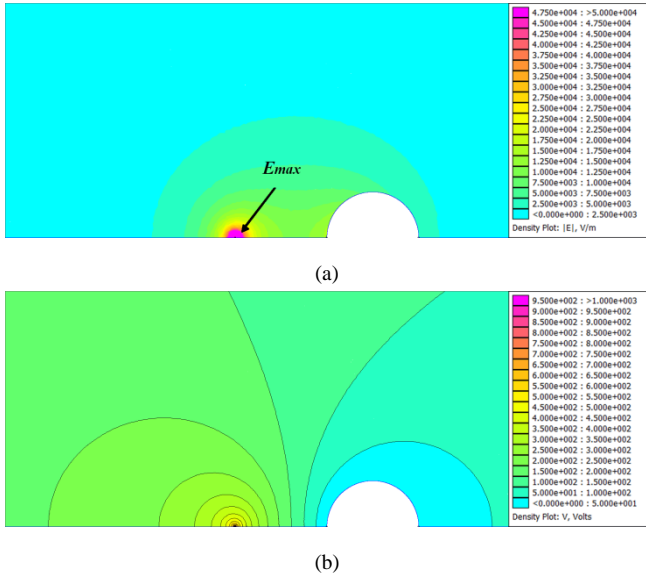 4.750e+004 : >5.000e+004
4.500e+004 : 4.750e+004
4.250e+004 : 4.500e+004
4.000e+004 : 4.250e+004
3.750e+004 : 4.000e+004
3.500e+004 : 3.750e+004
3.250e+004 : 3.500e+004
3.000e+004 : 3.250e+004
2.750e+004 : 3.000e+004
2.500e+004 : 2.750e+004
2.250e+004 : 2.500e+004
2.000e+004 : 2.250e+004
1.750e+004 : 2.000e+004
1.500e+004 : 1.750e+004
1.250e+004 : 1.500e+004
1.000e+004 : 1.250e+004
7.500e+003 : 1.000e+004
5.000e+003 : 7.500e+003
2.500e+003 : 5.000e+003
<0.000e+000 : 2.500e+003
Density Plot: |E|, V/m
Emax
(a)
9.500e+002 : >1.000e+003
9.000e+002 : 9.500e+002
8.500e+002 : 9.000e+002
8.000e+002 : 8.500e+002
7.500e+002 : 8.000e+002
7.000e+002 : 7.500e+002
6.500e+002 : 7.000e+002
6.000e+002 : 6.500e+002
5.500e+002 : 6.000e+002
5.000e+002 : 5.500e+002
4.500e+002 : 5.000e+002
4.000e+002 : 4.500e+002
3.500e+002 : 4.000e+002
3.000e+002 : 3.500e+002
2.500e+002 : 3.000e+002
2.000e+002 : 2.500e+002
1.500e+002 : 2.000e+002
1.000e+002 : 1.500e+002
5.000e+001 : 1.000e+002
<0.000e+000 : 5.000e+001
Density Plot: V, Volts
(b)